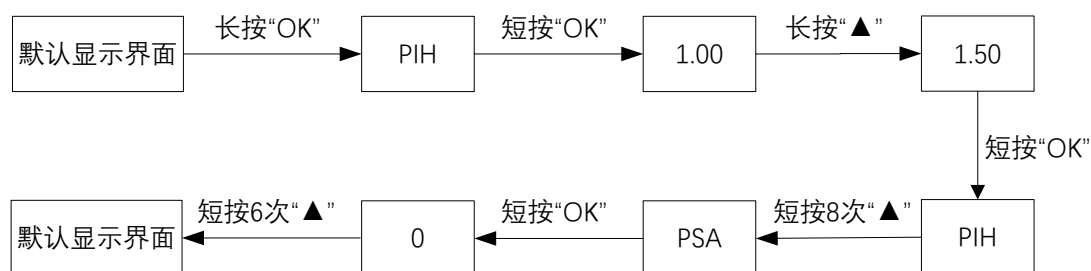 默认显示界面
长按“OK”
PIH
短按“OK”
1.00
长按“▲”
1.50
短按“OK”
PIH
短按8次“▲”
PSA
短按“OK”
0
短按6次“▲”
默认显示界面